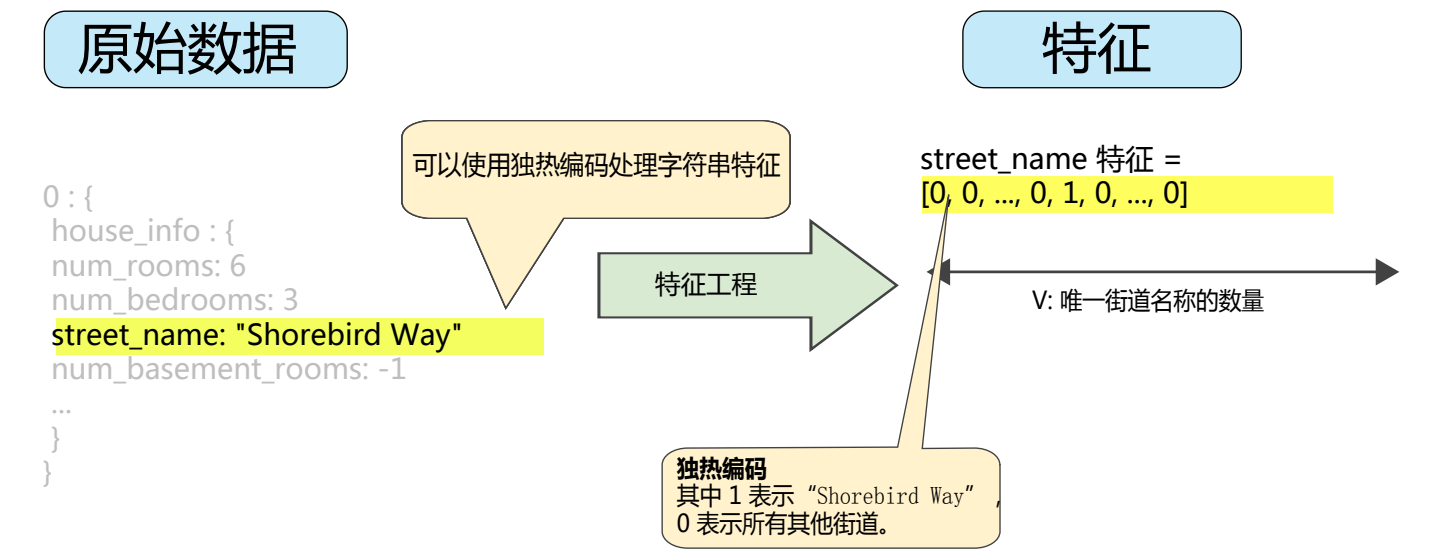 原始数据
特征
可以使用独热编码处理字符串特征
street_name 特征 =
[0, 0, ..., 0, 1, 0, ..., 0]
0 : {
house_info : {
num_rooms: 6
num_bedrooms: 3
street_name: "Shorebird Way"
num_basement_rooms: -1
...
}
}
特征工程
V: 唯一街道名称的数量
独热编码
其中 1 表示“Shorebird Way”，
0 表示所有其他街道。